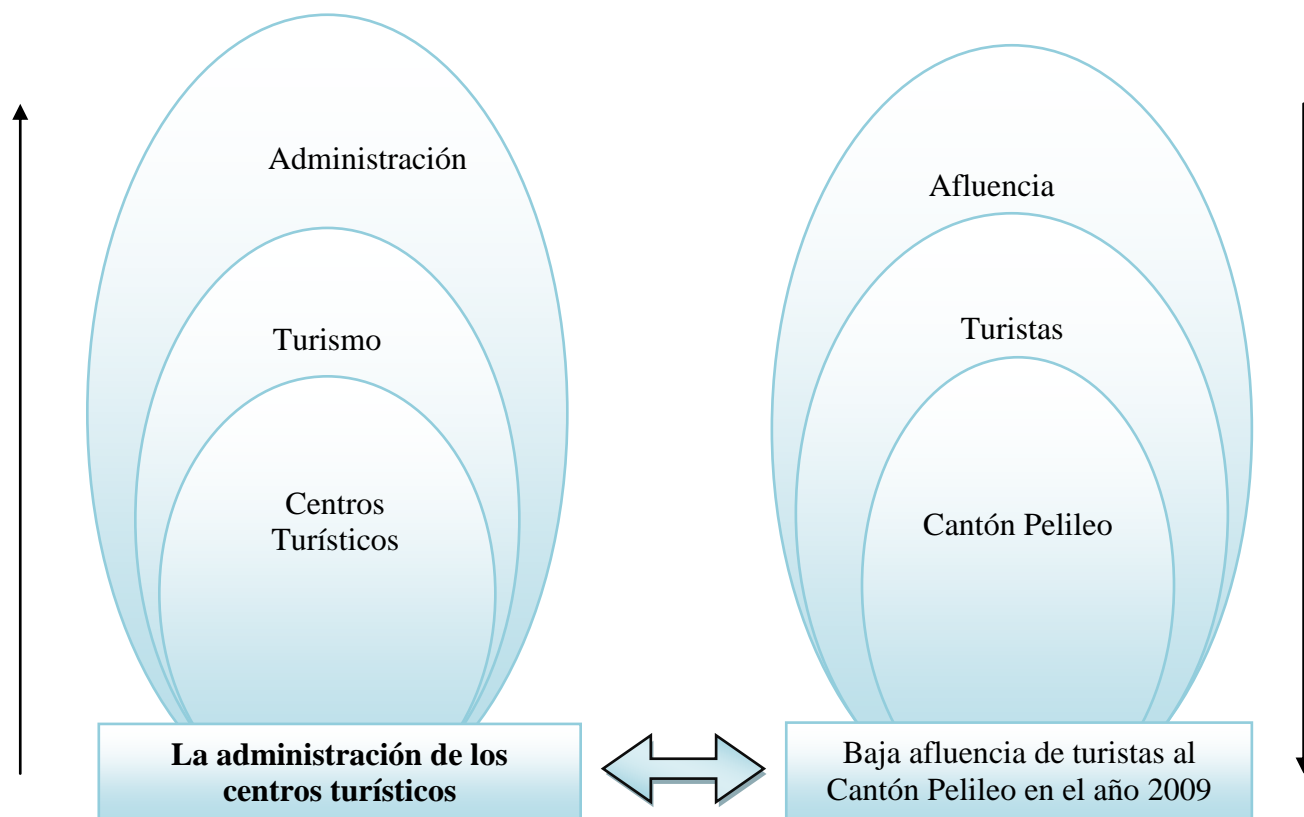 Administración
Turismo
Centros
Turísticos
La administración de los
centros turísticos
Afluencia
Turistas
Cantón Pelileo
Baja afluencia de turistas al
Cantón Pelileo en el año 2009